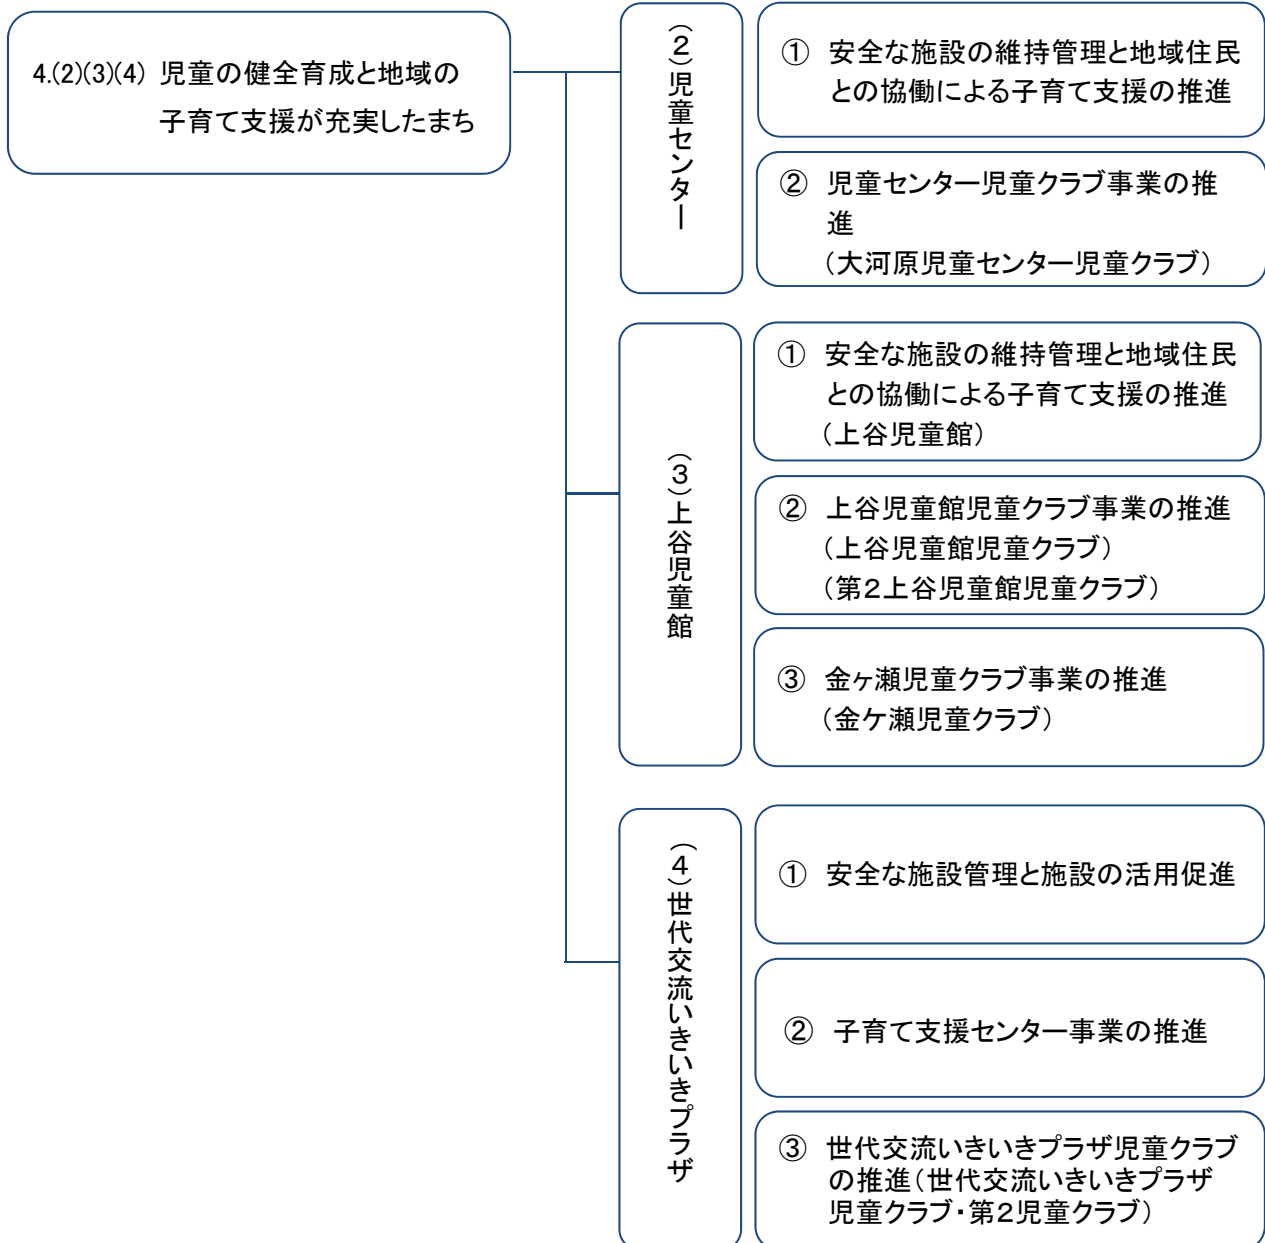 4.(2)(3)(4) 児童の健全育成と地域の
子育て支援が充実したまち
(2)児童センター
① 安全な施設の維持管理と地域住民
との協働による子育て支援の推進
② 児童センター児童クラブ事業の推
進
(大河原児童センター児童クラブ)
(3)上谷児童館
① 安全な施設の維持管理と地域住民
との協働による子育て支援の推進
(上谷児童館)
② 上谷児童館児童クラブ事業の推進
(上谷児童館児童クラブ)
(第2上谷児童館児童クラブ)
③ 金ヶ瀬児童クラブ事業の推進
(金ケ瀬児童クラブ)
(4)世代交流いきいきプラザ
① 安全な施設管理と施設の活用促進
② 子育て支援センター事業の推進
③ 世代交流いきいきプラザ児童クラブ
の推進(世代交流いきいきプラザ
児童クラブ・第2児童クラブ)